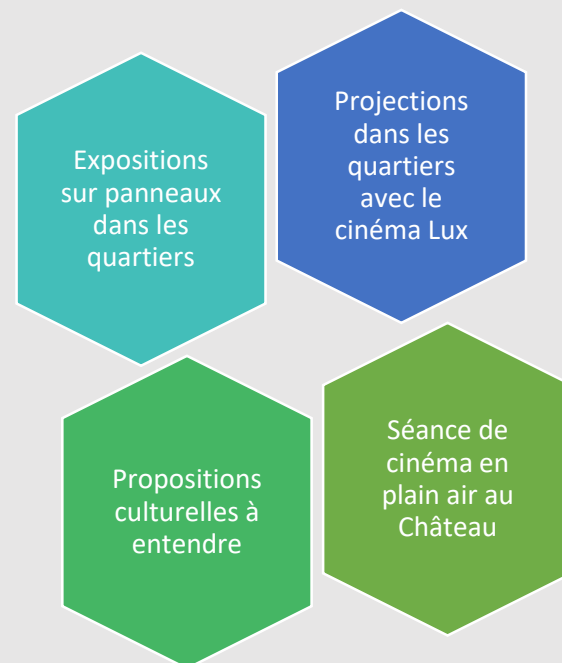 Expositions
sur panneaux
dans les
quartiers
Projections
dans les
quartiers
avec le
cinéma Lux
Propositions
culturelles à
entendre
Séance de
cinéma en
plain air au
Château